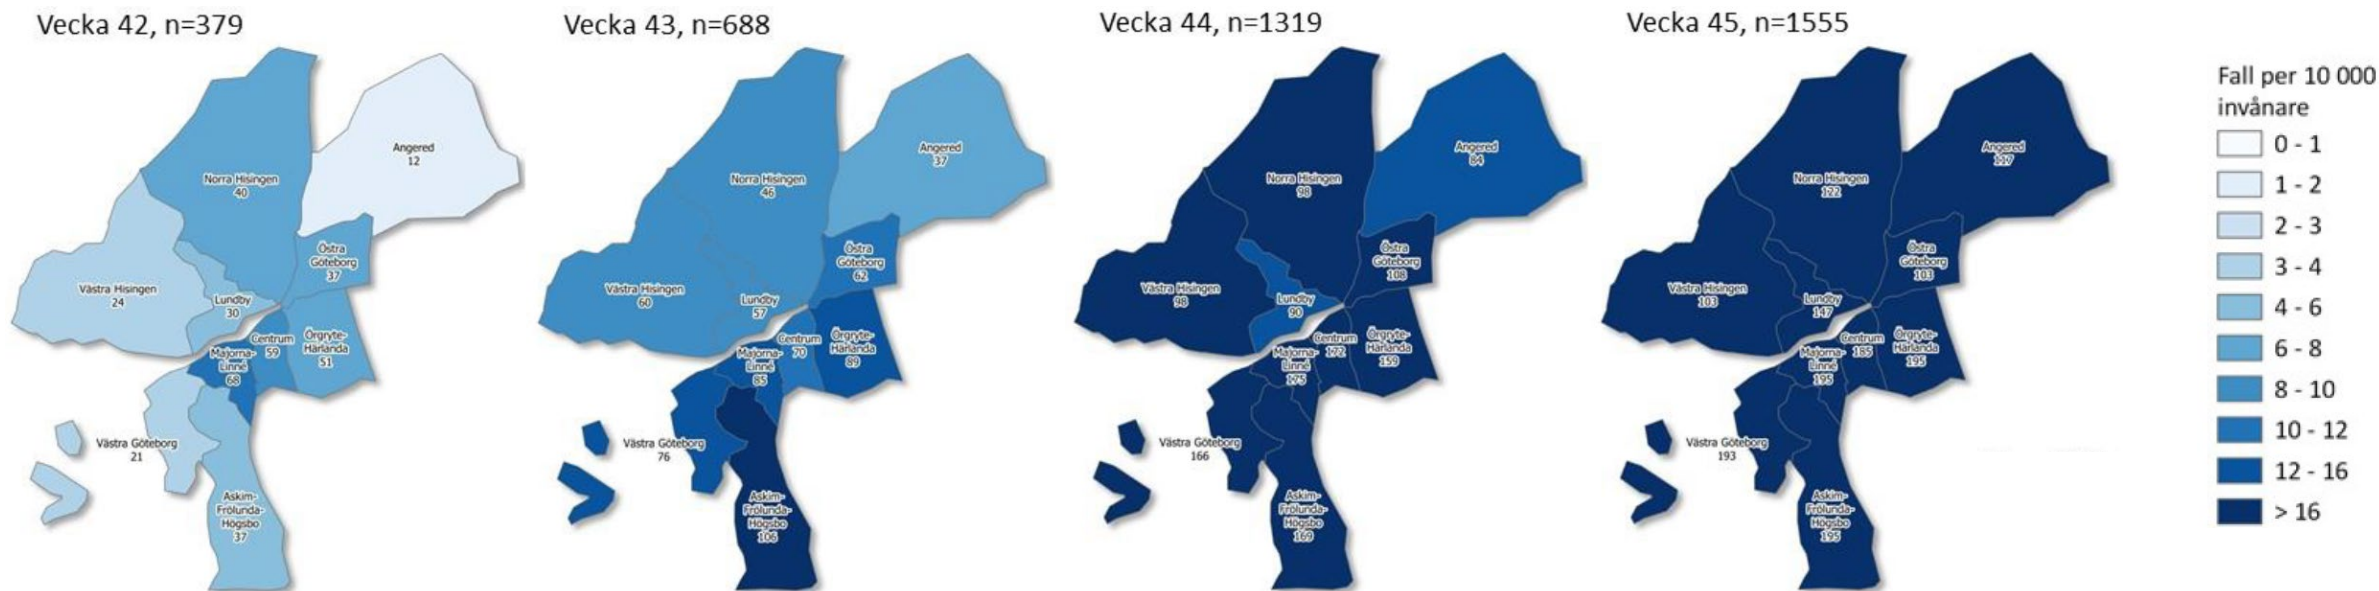 Vecka 42, n=379
Angered
12
Norra Hisingen
40
Östra
Göteborg
37
Västra Hisingen
24
Lundby
30
Centrum
59
Örgryte-
Härlanda
51
Majorna-
Linné
68
Västra Göteborg
21
Askim-
Frölunda-
Högsbo
37
Vecka 43, n=688
Angered
37
Norra Hisingen
46
Östra
Göteborg
62
Västra Hisingen
60
Lundby
57
Centrum
70
Örgryte-
Härlanda
89
Majorna-
Linné
85
Västra Göteborg
76
Askim-
Frölunda-
Högsbo
106
Vecka 44, n=1319
Angered
84
Norra Hisingen
98
Östra
Göteborg
108
Västra Hisingen
98
Lundby
90
Centrum
172
Örgryte-
Härlanda
159
Majorna-
Linné
175
Västra Göteborg
166
Askim-
Frölunda-
Högsbo
169
Vecka 45, n=1555
Angered
117
Norra Hisingen
122
Östra
Göteborg
103
Västra Hisingen
103
Lundby
147
Centrum
185
Örgryte-
Härlanda
195
Majorna-
Linné
195
Västra Göteborg
193
Askim-
Frölunda-
Högsbo
195
Fall per 10 000
invånare
0 - 1
1 - 2
2 - 3
3 - 4
4 - 6
6 - 8
8 - 10
10 - 12
12 - 16
> 16